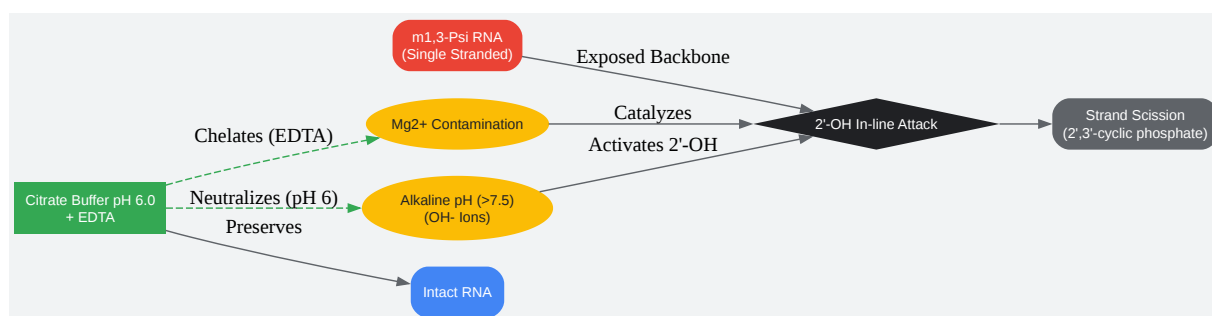 m1,3-Psi RNA
(Single Stranded)
Exposed Backbone
Mg2+ Contamination
Catalyzes
2'-OH In-line Attack
Strand Scission
(2',3'-cyclic phosphate)
Chelates (EDTA)
Activates 2'-OH
Citrate Buffer pH 6.0
+ EDTA
Neutralizes (pH 6)
Alkaline pH (>7.5)
(OH- Ions)
Preserves
Intact RNA